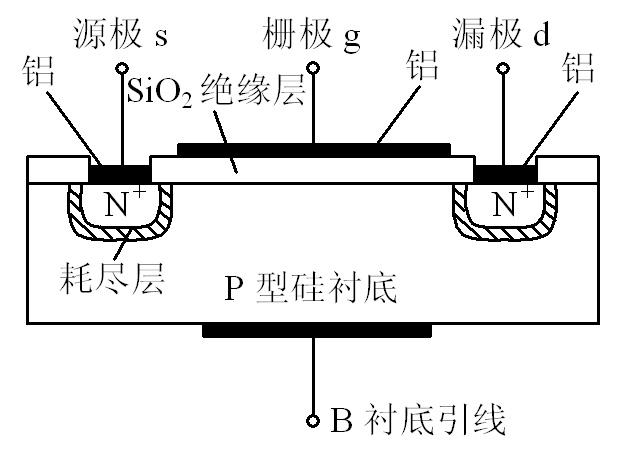 源极 s 栅极 g 漏极 d
铝 铝 铝
SiO₂ 绝缘层
N⁺ N⁺
耗尽层
P 型硅衬底
B 衬底引线